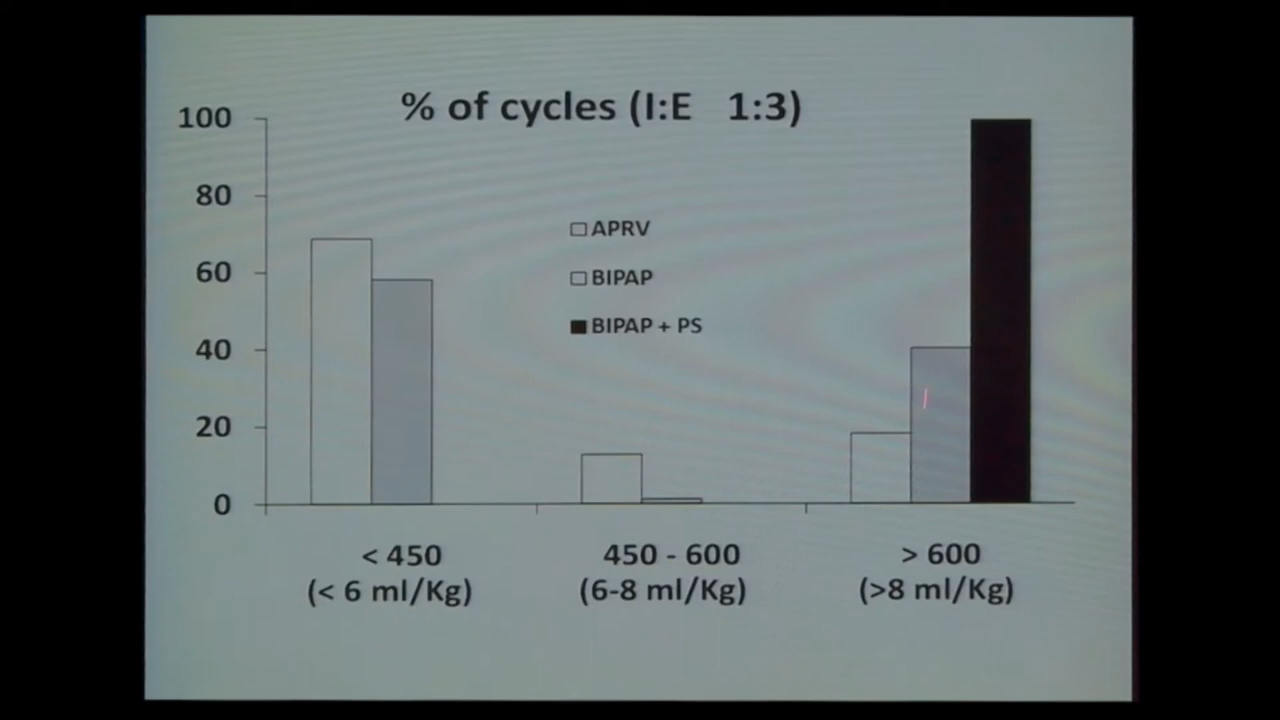 % of cycles (I:E 1:3)
100
80
60
40
20
0
APRV
BIPAP
BIPAP + PS
< 450
(< 6 ml/Kg)
450 - 600
(6-8 ml/Kg)
> 600
(>8 ml/Kg)